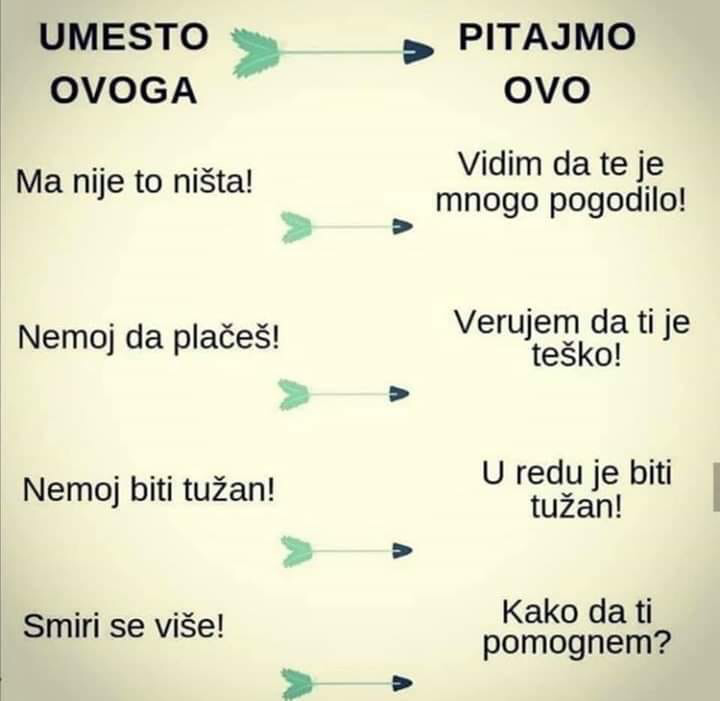 UMESTO
OVOGA
PITAJMO
OVO
Ma nije to ništa!
Vidim da te je
mnogo pogodilo!
Nemoj da plačeš!
Verujem da ti je
teško!
Nemoj biti tužan!
U redu je biti
tužan!
Smiri se više!
Kako da ti
pomognem?